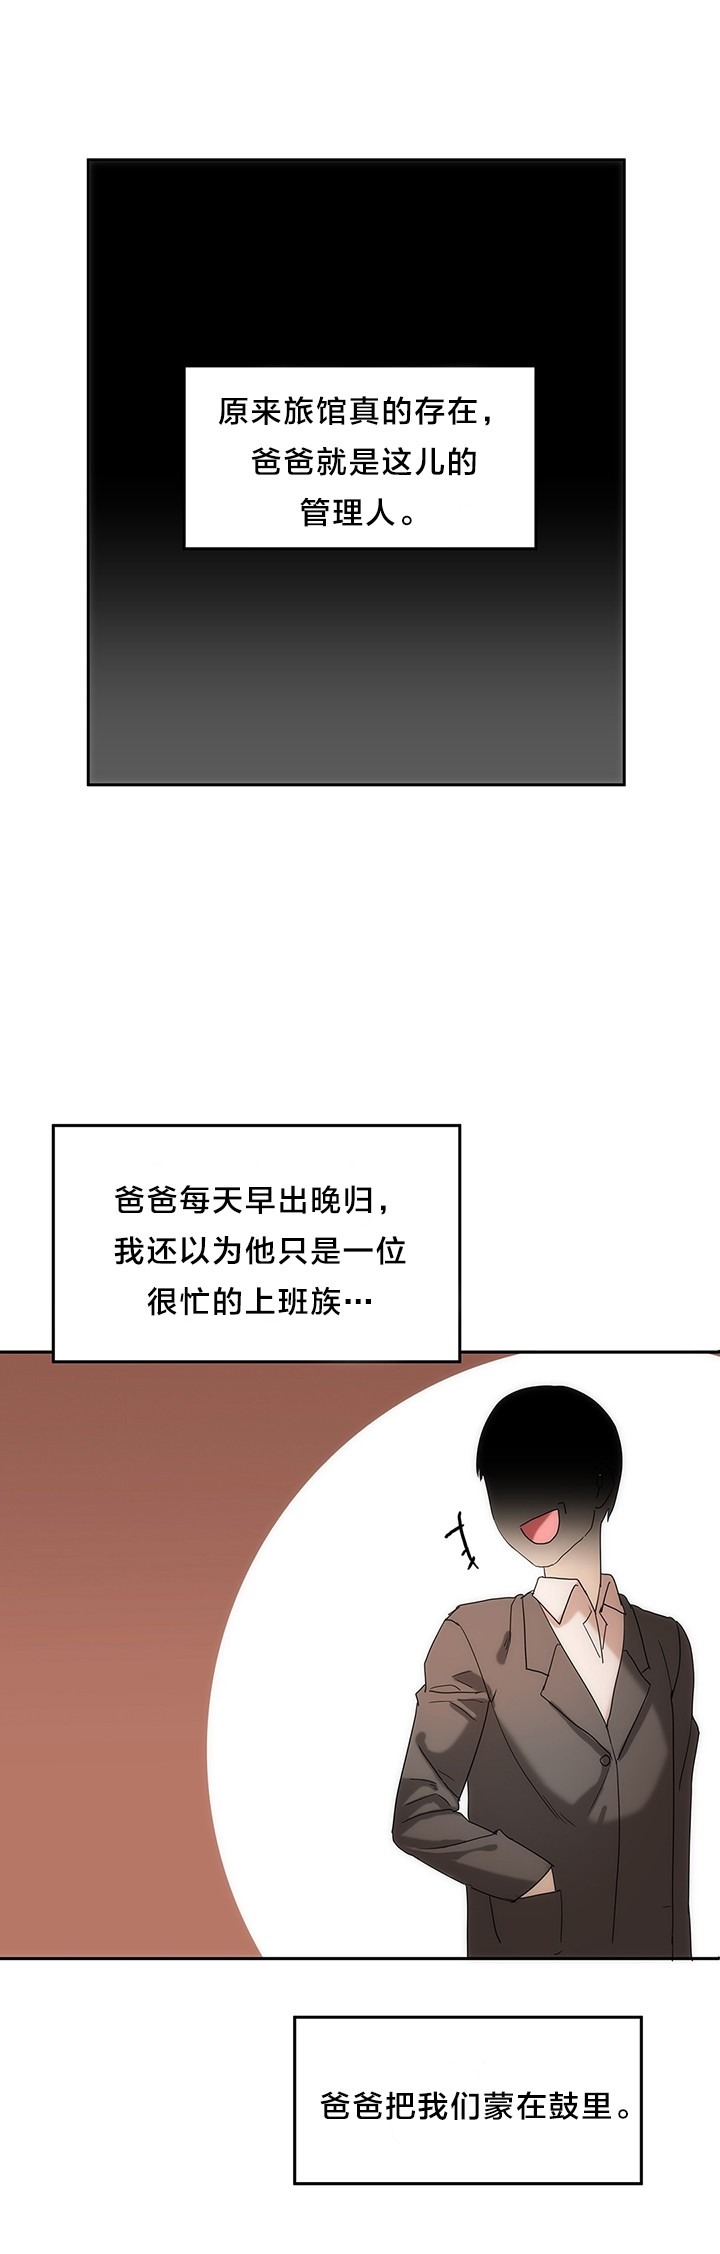 原来旅馆真的存在，
爸爸就是这儿的
管理人。
爸爸每天早出晚归，
我还以为他只是一位
很忙的上班族…
爸爸把我们蒙在鼓里。